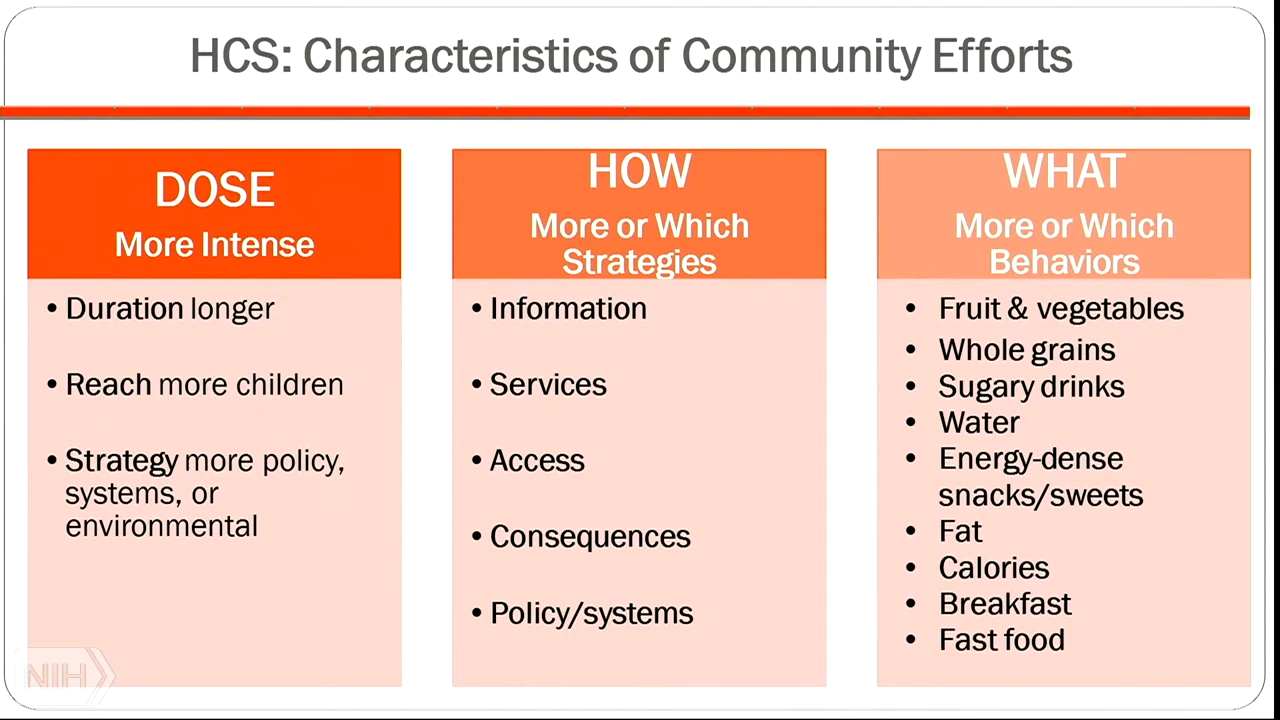 HCS: Characteristics of Community Efforts
DOSE
More Intense
• Duration longer
• Reach more children
• Strategy more policy,
systems, or
environmental
HOW
More or Which
Strategies
• Information
• Services
• Access
• Consequences
• Policy/systems
WHAT
More or Which
Behaviors
• Fruit & vegetables
• Whole grains
• Sugary drinks
• Water
• Energy-dense
snacks/sweets
• Fat
• Calories
• Breakfast
• Fast food
NIH